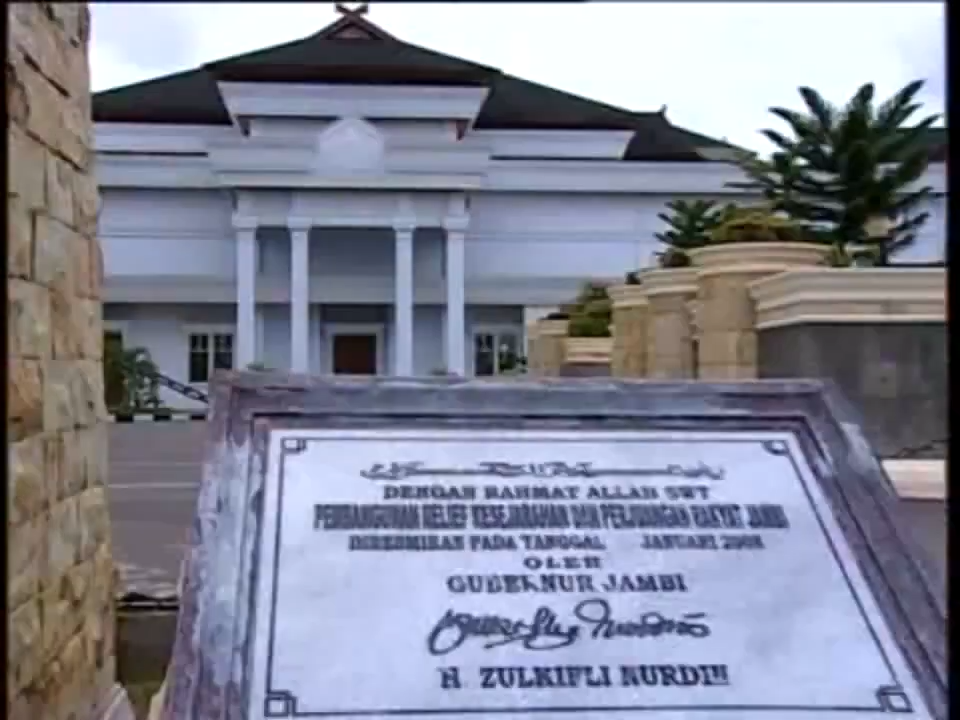 DENGAN RAHMAT ALLAH SWT
PEMBANGUNAN RELIEF KESEJARAHAN DAN PERJUANGAN RAKYAT JAMBI
DIRESMIKAN PADA TANGGAL JANUARI 2008
OLEH
GUBERNUR JAMBI
H. ZULKIFLI NURDIN